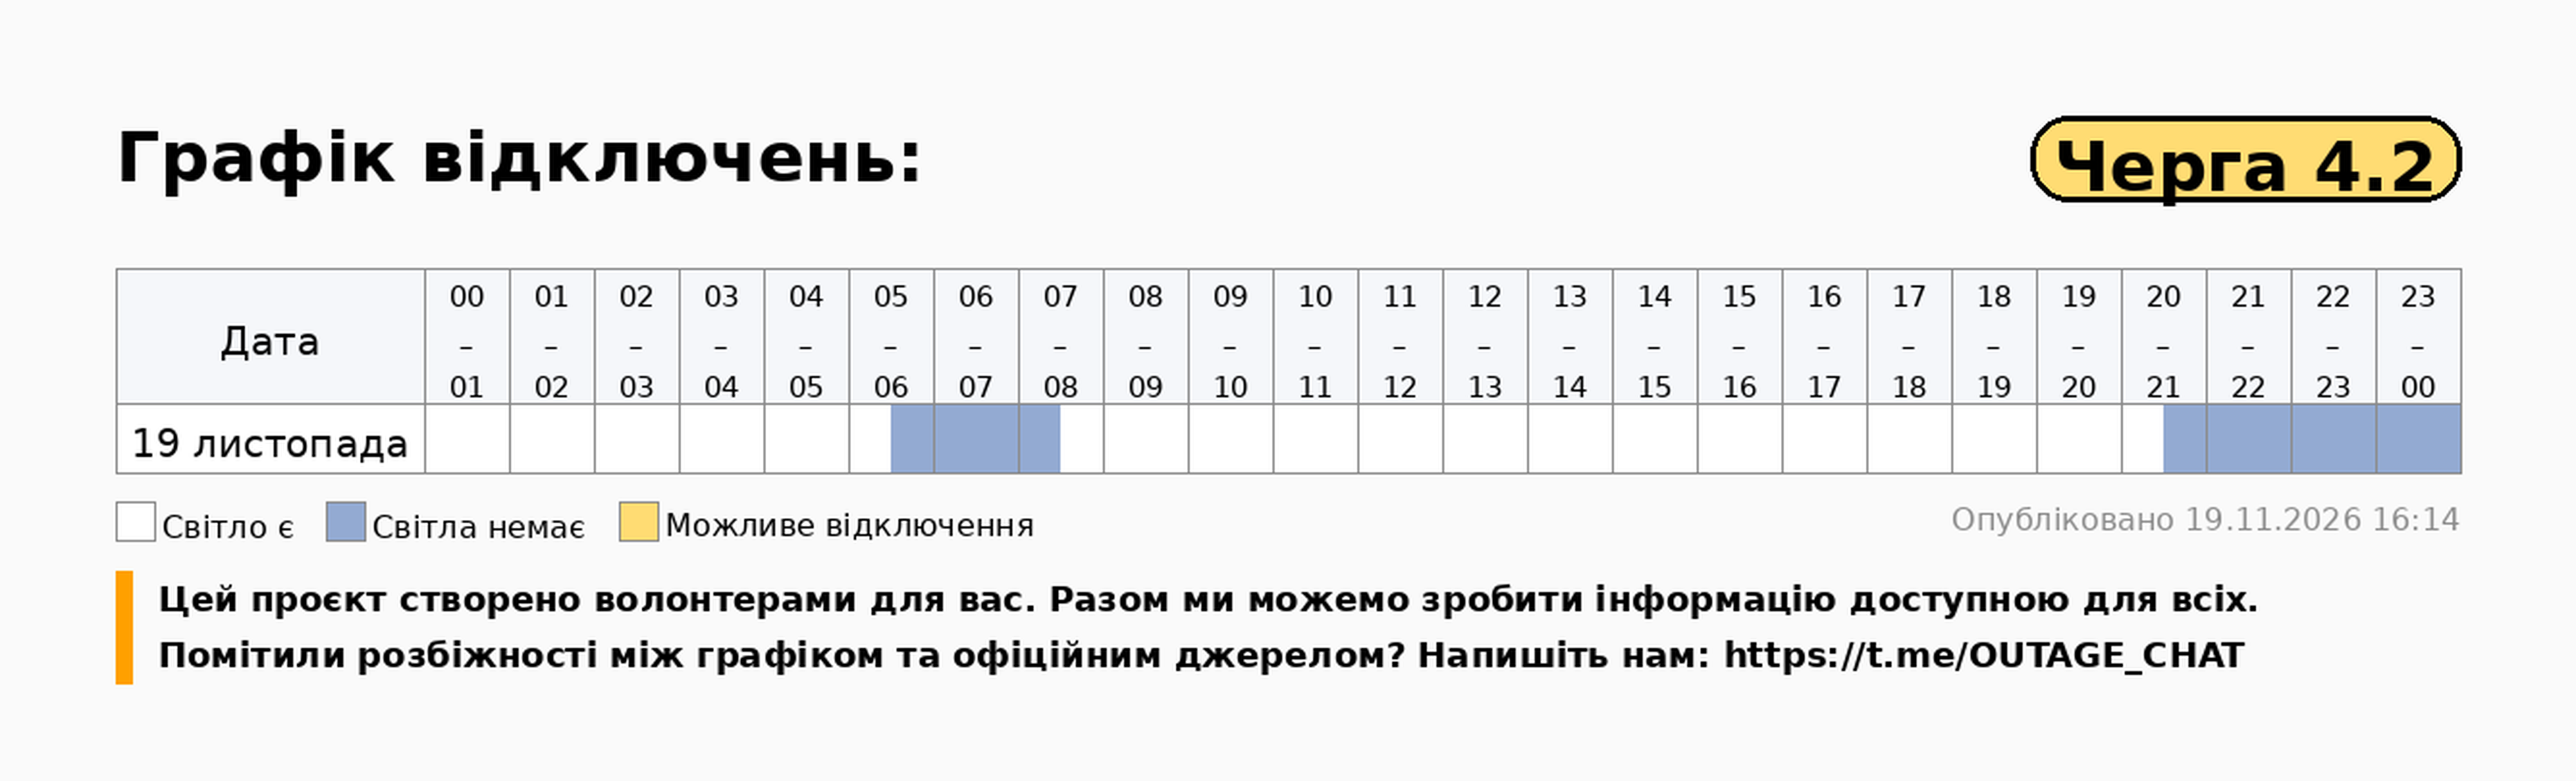 Графік відключень:
Черга 4.2
Дата
00 – 01
01 – 02
02 – 03
03 – 04
04 – 05
05 – 06
06 – 07
07 – 08
08 – 09
09 – 10
10 – 11
11 – 12
12 – 13
13 – 14
14 – 15
15 – 16
16 – 17
17 – 18
18 – 19
19 – 20
20 – 21
21 – 22
22 – 23
23 – 00
19 листопада
Світло є
Світла немає
Можливе відключення
Опубліковано 19.11.2026 16:14
Цей проєкт створено волонтерами для вас. Разом ми можемо зробити інформацію доступною для всіх.
Помітили розбіжності між графіком та офіційним джерелом? Напишіть нам: https://t.me/OUTAGE_CHAT